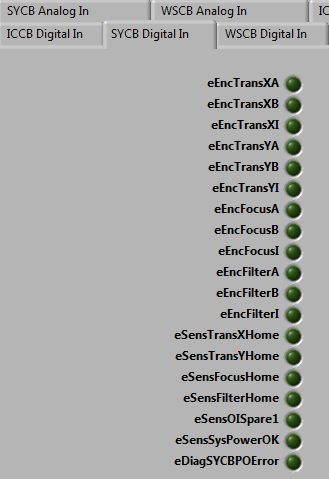 SYCB Analog In WSCB Analog In IC
ICCB Digital In SYCB Digital In WSCB Digital In
eEncTransXA
eEncTransXB
eEncTransXI
eEncTransYA
eEncTransYB
eEncTransYI
eEncFocusA
eEncFocusB
eEncFocusI
eEncFilterA
eEncFilterB
eEncFilterI
eSensTransXHome
eSensTransYHome
eSensFocusHome
eSensFilterHome
eSensOISpare1
eSensSysPowerOK
eDiagSYCBPOError